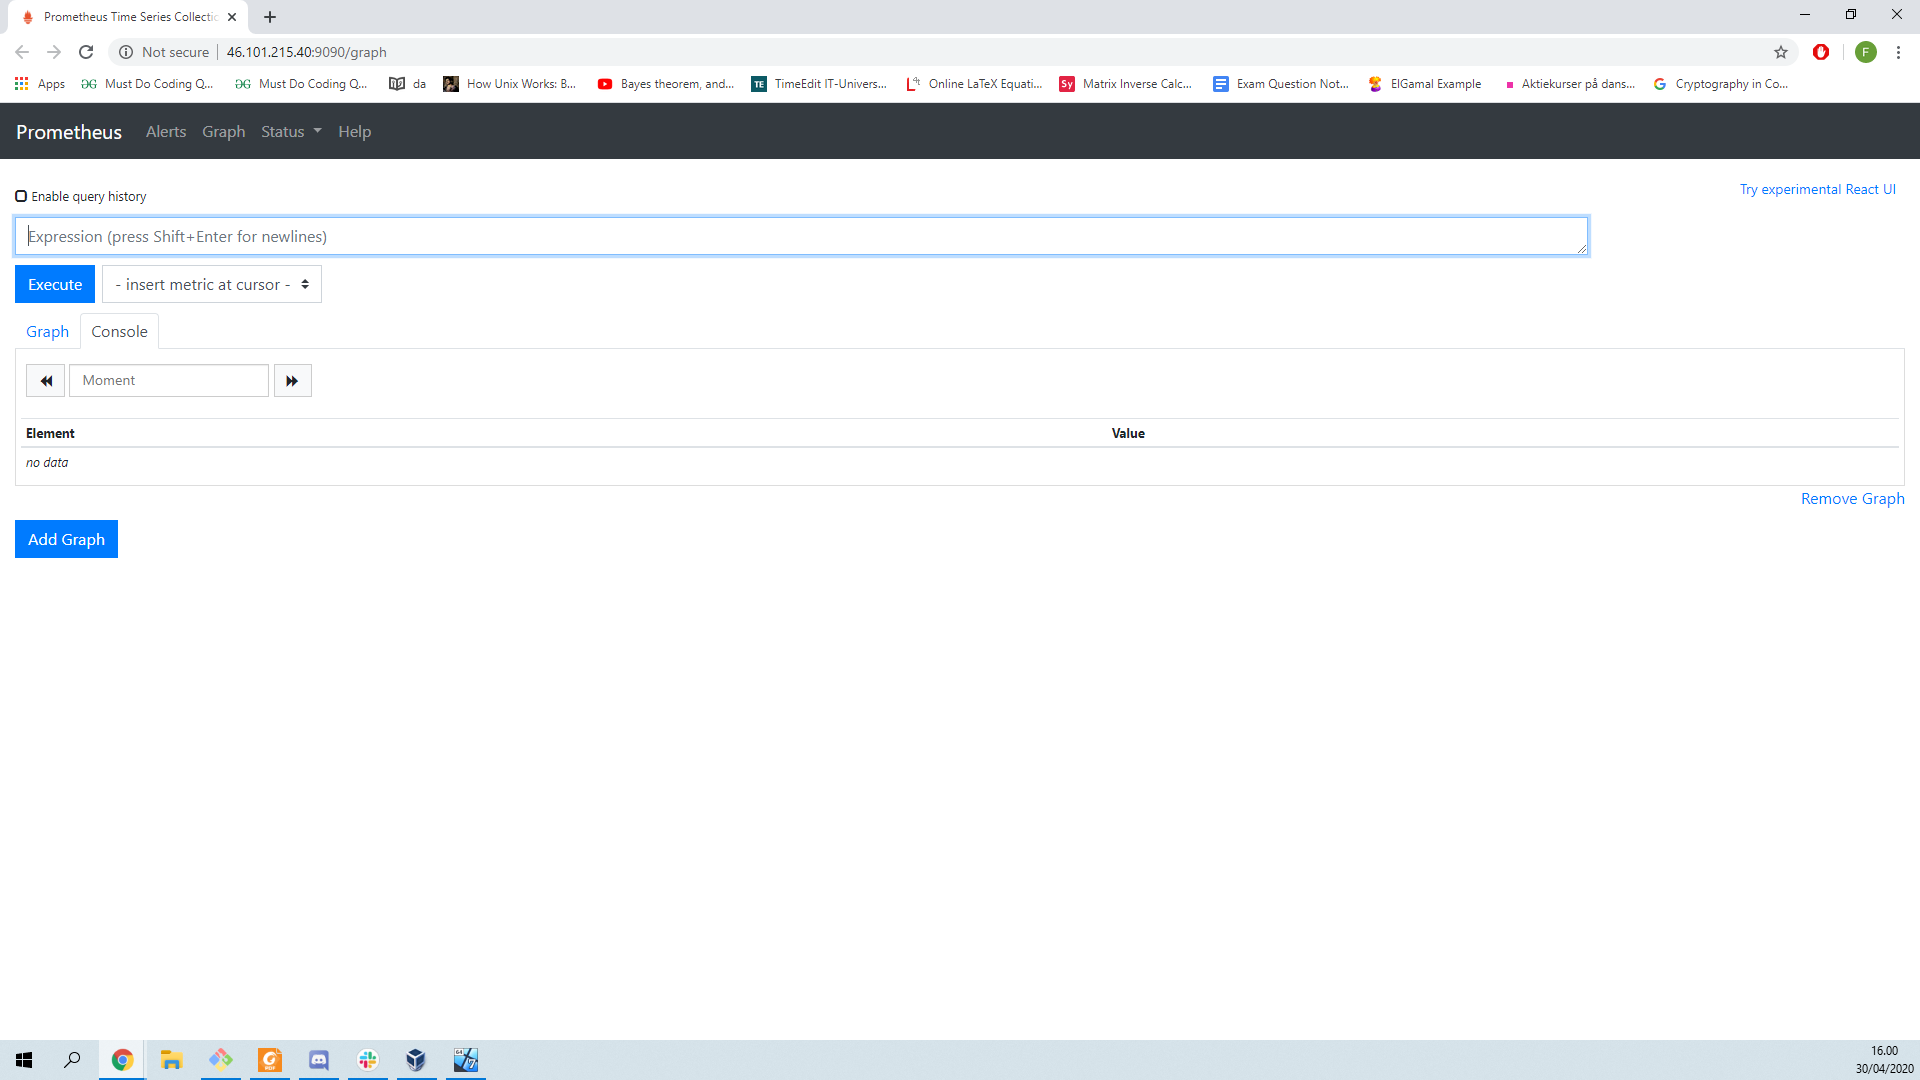 Prometheus Time Series Collectic
Not secure
46.101.215.40:9090/graph
F
Apps
Must Do Coding Q...
Must Do Coding Q...
da
How Unix Works: B...
Bayes theorem, and...
TE
TimeEdit IT-Univers...
Online LaTeX Equati...
Sy
Matrix Inverse Calc...
Exam Question Not...
ElGamal Example
Aktiekurser på dans...
Cryptography in Co...
Prometheus
Alerts
Graph
Status
Help
Enable query history
Try experimental React UI
Expression (press Shift+Enter for newlines)
Execute
- insert metric at cursor -
Graph
Console
Moment
Element
Value
no data
Remove Graph
Add Graph
16.00
30/04/2020